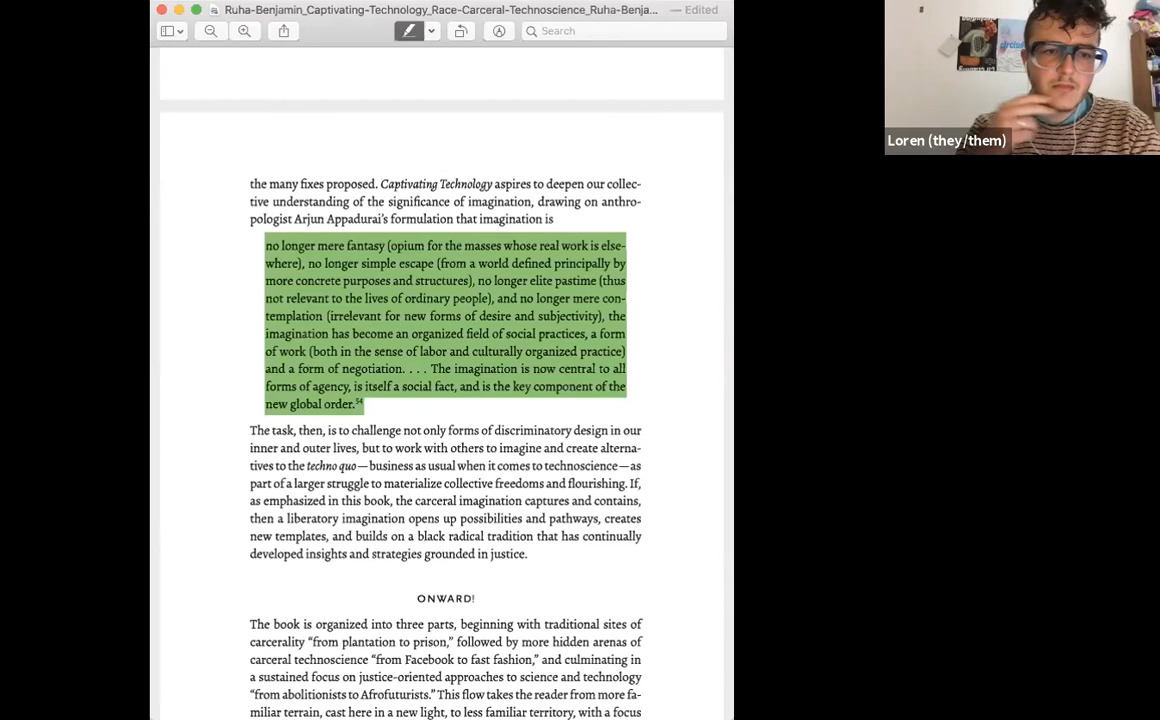 Ruha-Benjamin_Captivating-Technology_Race-Carceral-Technoscience_Ruha-Benja... — Edited
Search
the many fixes proposed. Captivating Technology aspires to deepen our collec-
tive understanding of the significance of imagination, drawing on anthro-
pologist Arjun Appadurai's formulation that imagination is
no longer mere fantasy (opium for the masses whose real work is else-
where), no longer simple escape (from a world defined principally by
more concrete purposes and structures), no longer elite pastime (thus
not relevant to the lives of ordinary people), and no longer mere con-
templation (irrelevant for new forms of desire and subjectivity), the
imagination has become an organized field of social practices, a form
of work (both in the sense of labor and culturally organized practice)
and a form of negotiation. . . . The imagination is now central to all
forms of agency, is itself a social fact, and is the key component of the
new global order.54
The task, then, is to challenge not only forms of discriminatory design in our
inner and outer lives, but to work with others to imagine and create alterna-
tives to the techno quo—business as usual when it comes to technoscience—as
part of a larger struggle to materialize collective freedoms and flourishing. If,
as emphasized in this book, the carceral imagination captures and contains,
then a liberatory imagination opens up possibilities and pathways, creates
new templates, and builds on a black radical tradition that has continually
developed insights and strategies grounded in justice.
ONWARD!
The book is organized into three parts, beginning with traditional sites of
carcerality “from plantation to prison,” followed by more hidden arenas of
carceral technoscience “from Facebook to fast fashion,” and culminating in
a sustained focus on justice-oriented approaches to science and technology
“from abolitionists to Afrofuturists.” This flow takes the reader from more fa-
miliar terrain, cast here in a new light, to less familiar territory, with a focus
Loren (they/them)